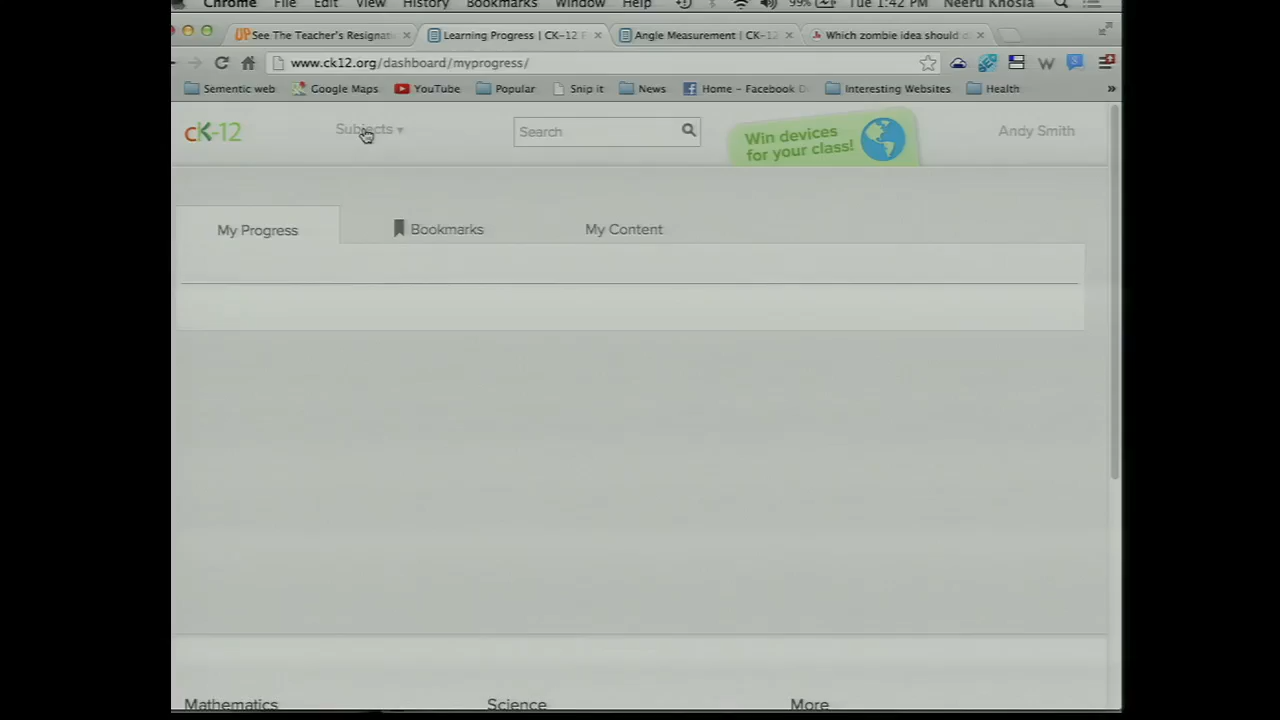 Chrome File Edit View History Bookmarks Window Help 99% Tue 1:42 PM Neeru Khosla
See The Teacher's Resignati Learning Progress | CK-12 F Angle Measurement | CK-12 Which zombie idea should d
www.ck12.org/dashboard/myprogress/
Sementic web Google Maps YouTube Popular Snip it News Home - Facebook D Interesting Websites Health »
cK-12 Subjects Search Win devices for your class! Andy Smith
My Progress Bookmarks My Content
Mathematics Science More